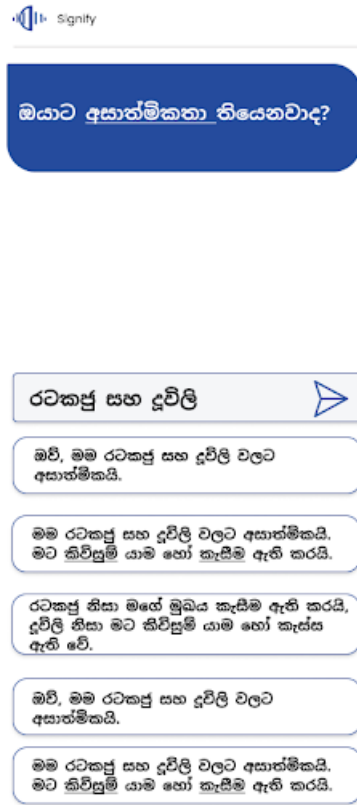 Signify
ඔයාට අසාත්මිකතා තියෙනවාද?
රටකජු සහ දූවිලි
ඔව්, මම රටකජු සහ දූවිලි වලට
අසාත්මිකයි.
මම රටකජු සහ දූවිලි වලට අසාත්මිකයි.
මට කිවිසුම් යාම හෝ කැසීම ඇති කරයි.
රටකජු නිසා මගේ මුඛය කැසීම ඇති කරයි,
දූවිලි නිසා මට කිවිසුම් යාම හෝ කැස්ස
ඇති වේ.
ඔව්, මම රටකජු සහ දූවිලි වලට
අසාත්මිකයි.
මම රටකජු සහ දූවිලි වලට අසාත්මිකයි.
මට කිවිසුම් යාම හෝ කැසීම ඇති කරයි.